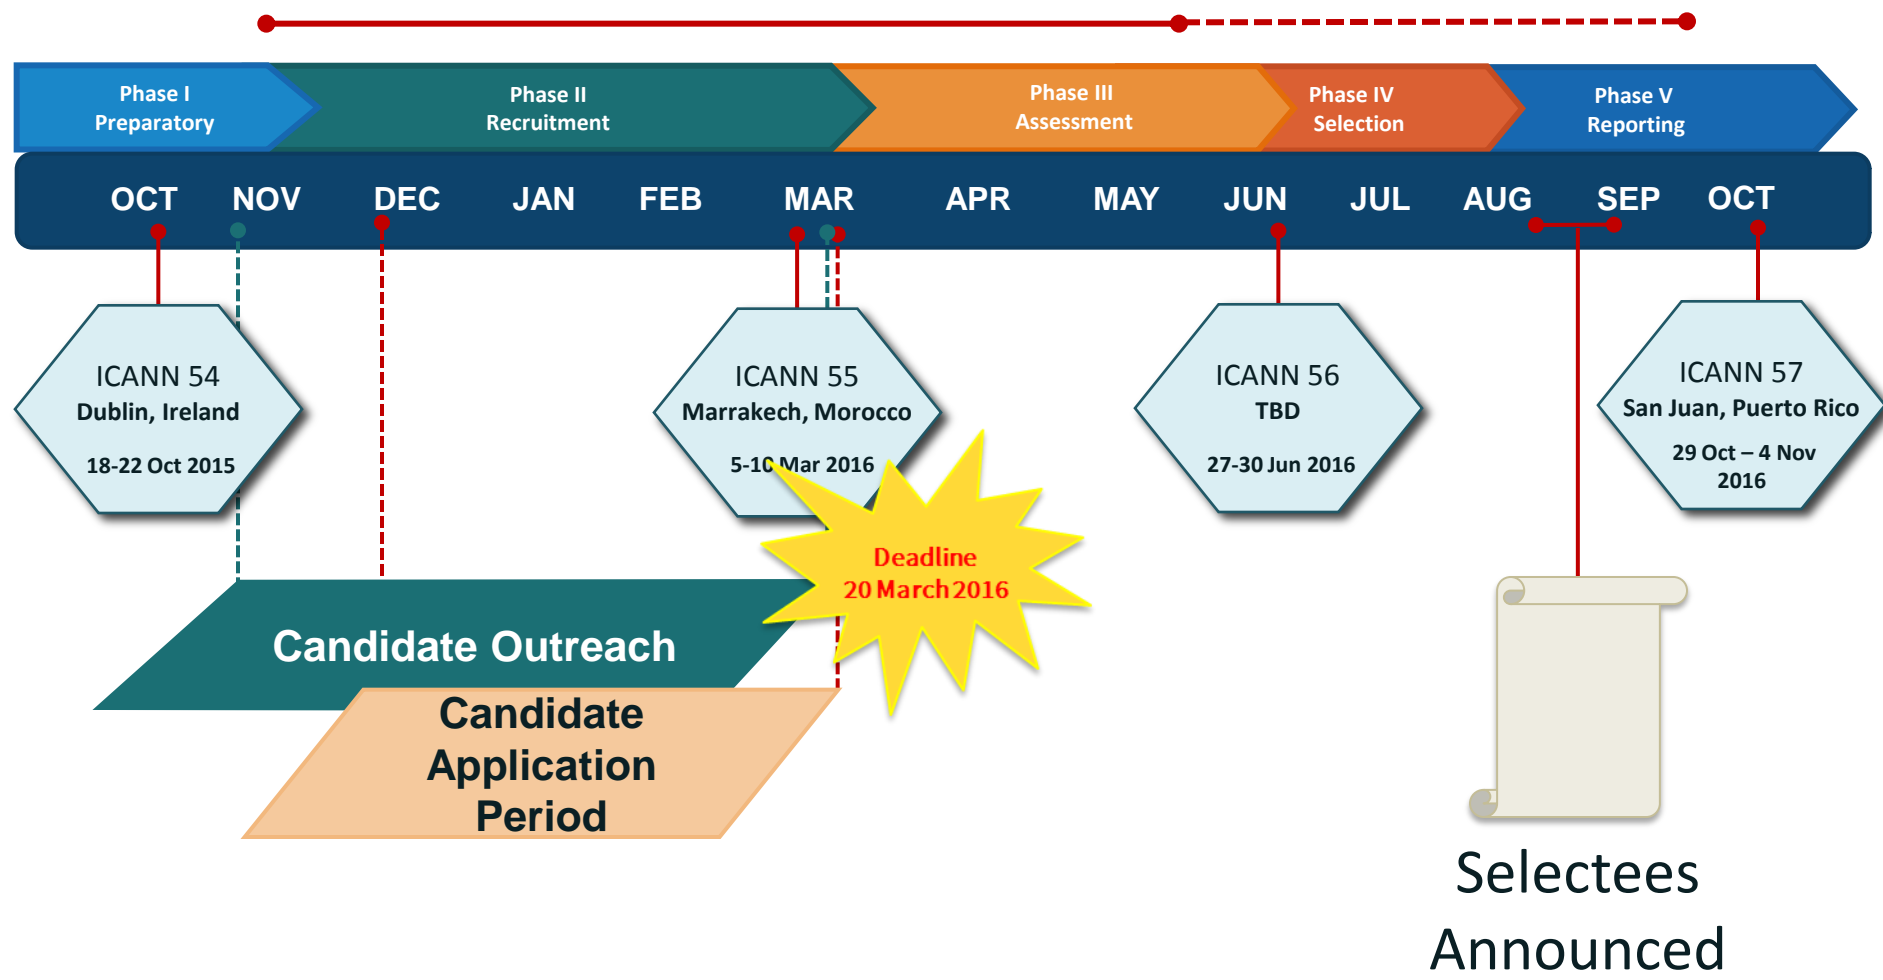 Phase I
Preparatory
Phase II
Recruitment
Phase III
Assessment
Phase IV
Selection
Phase V
Reporting
OCT NOV DEC JAN FEB MAR APR MAY JUN JUL AUG SEP OCT
ICANN 54
Dublin, Ireland
18-22 Oct 2015
ICANN 55
Marrakech, Morocco
5-10 Mar 2016
ICANN 56
TBD
27-30 Jun 2016
ICANN 57
San Juan, Puerto Rico
29 Oct – 4 Nov
2016
Deadline
20 March 2016
Candidate Outreach
Candidate
Application
Period
Selectees
Announced